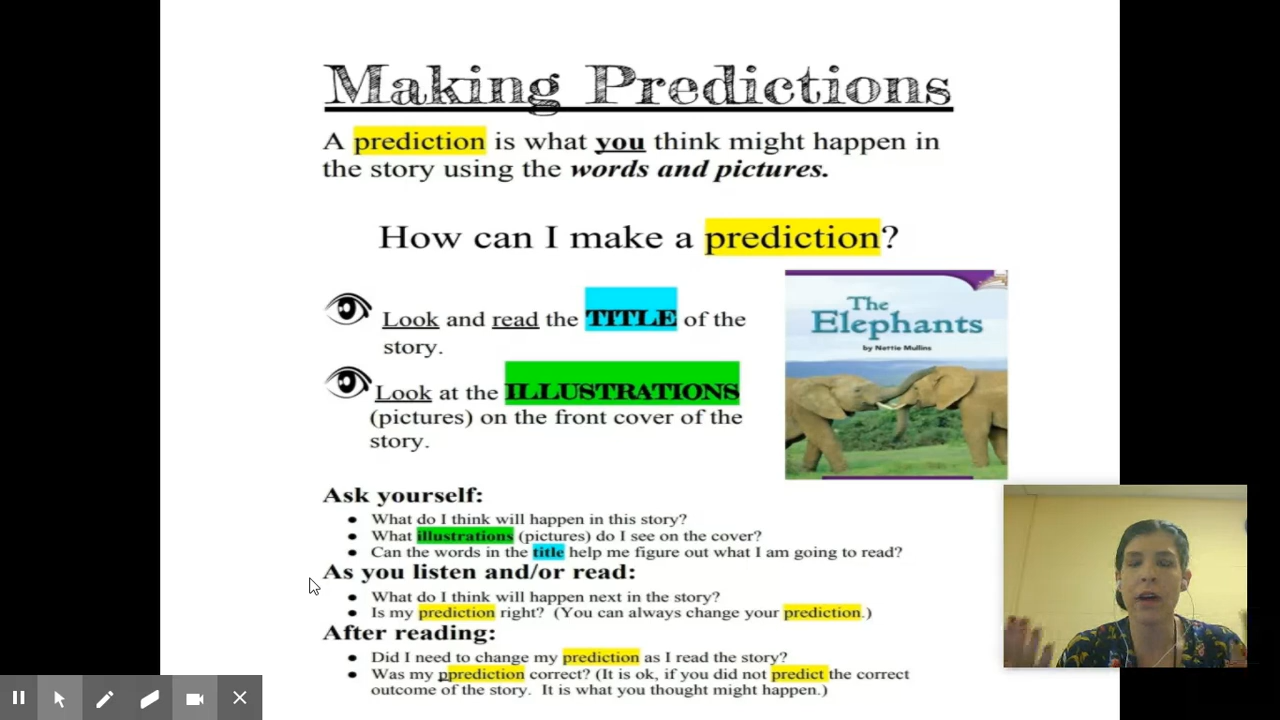 Making Predictions
A prediction is what you think might happen in
the story using the words and pictures.
How can I make a prediction?
Look and read the TITLE of the
story.
Look at the ILLUSTRATIONS
(pictures) on the front cover of the
story.
The
Elephants
by Nettie Mullins
Ask yourself:
What do I think will happen in this story?
What illustrations (pictures) do I see on the cover?
Can the words in the title help me figure out what I am going to read?
As you listen and/or read:
What do I think will happen next in the story?
Is my prediction right? (You can always change your prediction.)
After reading:
Did I need to change my prediction as I read the story?
Was my pprediction correct? (It is ok, if you did not predict the correct
outcome of the story. It is what you thought might happen.)